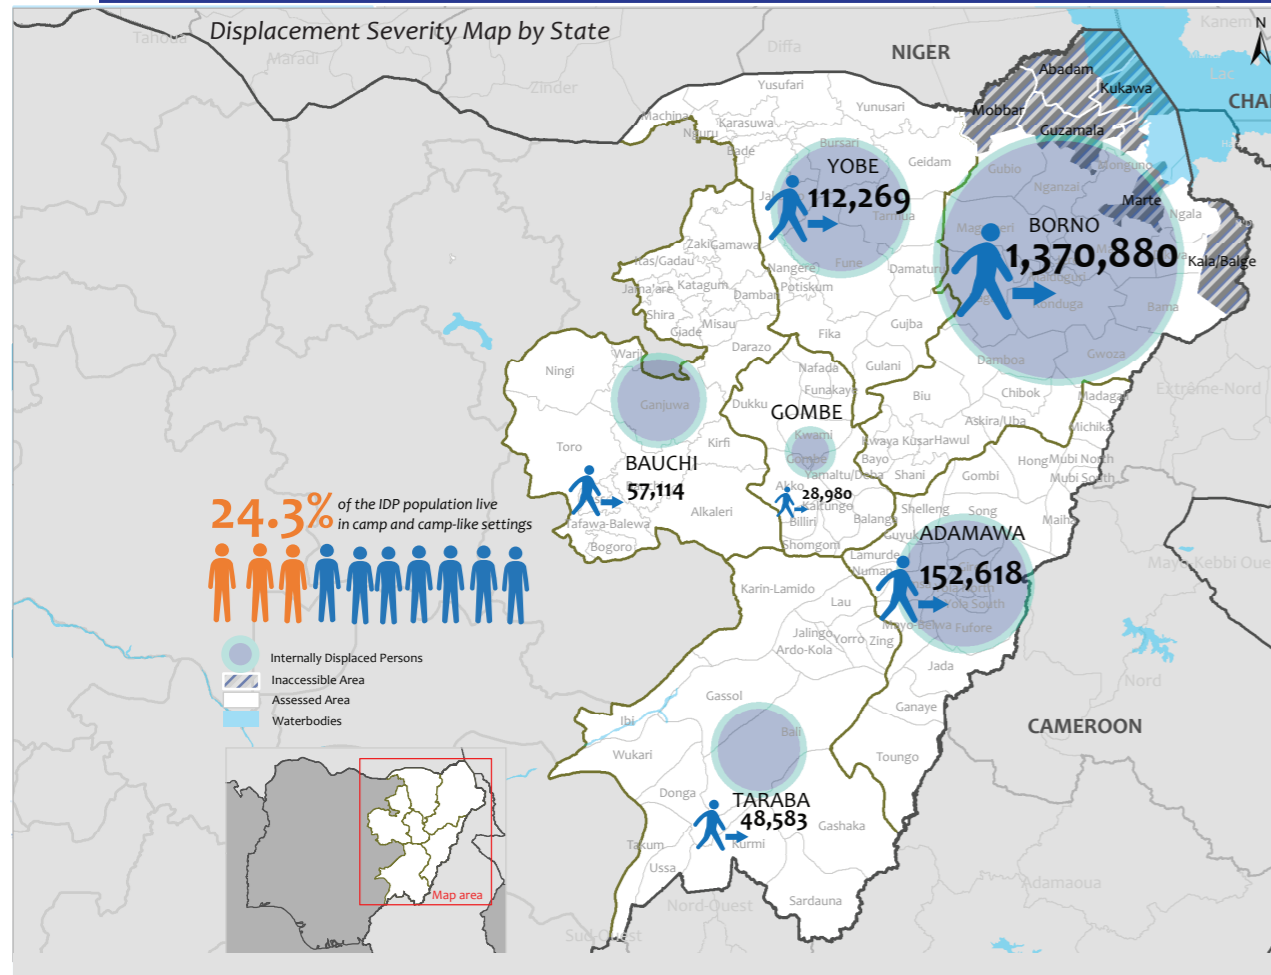 Displacement Severity Map by State
N
Kanem
Tahoua
Maradi
Diffa
NIGER
Zinder
Lac
CHAD
Abadam
Kukawa
Mobbar
Guzamala
Yusufari
Yunusari
Machina
Karasuwa
Nguru
Bade
Bursari
Geidam
YOBE
112,269
Tarmua
Gubio
Monguno
Nganzai
Marte
Ngala
BORNO
1,370,880
Kala/Balge
Maiduguri
Konduga
Bama
Zaki
Gamawa
Nangere
Fune
Damaturu
Potiskum
Jama'are
Katagum
Dambam
Shira
Misau
Giade
Darazo
Fika
Gujba
Gulani
Damboa
Gwoza
Warji
Ningi
Nafada
Funakaye
Ganjuwa
Dukku
GOMBE
Biu
Chibok
Madagali
Extrême-Nord
Askira/Uba
Michika
Toro
Kirfi
Kwami
Gombe
Kwaya Kusar
Hawul
Bayo
Hong
Mubi North
Mubi South
BAUCHI
57,114
Yamaltu/Deba
Shani
Gombi
Akko
28,980
Kaltungo
Alkaleri
Billiri
Balanga
Shelleng
Song
Maiha
24.3%
of the IDP population live
in camp and camp-like settings
Tafawa-Balewa
Bogoro
Shomgom
Guyuk
ADAMAWA
Lamurde
Numan
152,618
Yola South
Mayo-Belwa
Fufore
Mayo-Kebbi Oue
Karin-Lamido
Lau
Jalingo
Yorro
Zing
Ardo-Kola
Jada
Internally Displaced Persons
Inaccessible Area
Assessed Area
Waterbodies
Gassol
Ganaye
Nord
Ibi
Bali
CAMEROON
Wukari
Toungo
Donga
TARABA
48,583
Gashaka
Takum
Kurmi
Ussa
Map area
Adamaoua
Nord-Ouest
Sardauna
Sud-Ouest